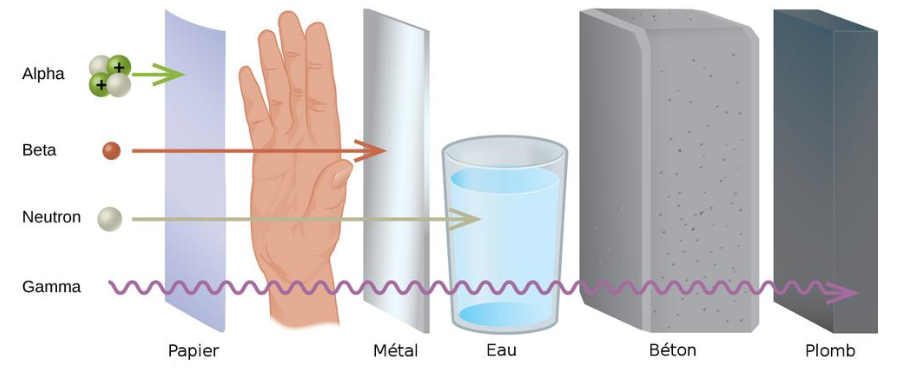 Alpha
+
+
Beta
Neutron
Gamma
Papier
Métal
Eau
Béton
Plomb